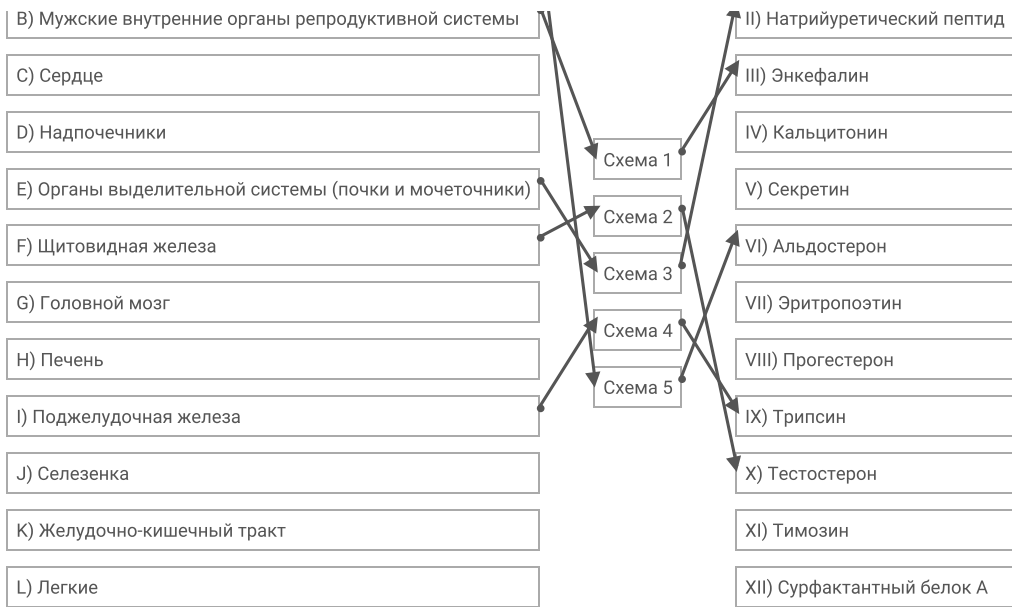 B) Мужские внутренние органы репродуктивной системы
C) Сердце
D) Надпочечники
E) Органы выделительной системы (почки и мочеточники)
F) Щитовидная железа
G) Головной мозг
H) Печень
I) Поджелудочная железа
J) Селезенка
K) Желудочно-кишечный тракт
L) Легкие
Схема 1
Схема 2
Схема 3
Схема 4
Схема 5
II) Натрийуретический пептид
III) Энкефалин
IV) Кальцитонин
V) Секретин
VI) Альдостерон
VII) Эритропоэтин
VIII) Прогестерон
IX) Трипсин
X) Тестостерон
XI) Тимозин
XII) Сурфактантный белок А